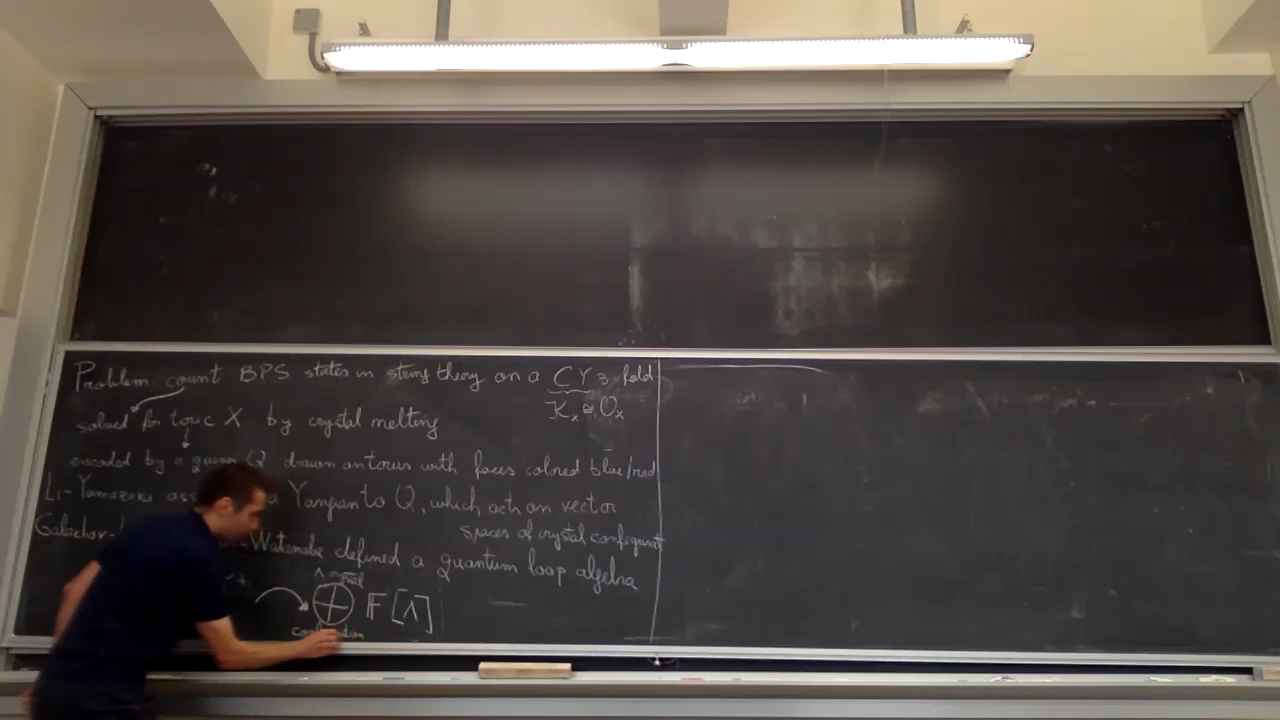 Problem count BPS states in string theory on a CY3-fold
K_X ≅ O_X
solved for toric X by crystal melting
encoded by a quiver Q drawn on torus with faces colored blue/red
Li-Yamazaki ass a Yangian to Q, which acts on vector
spaces of crystal configurat
Galachov- Watanabe defined a quantum loop algebra
Λ crystal
⊕ F[Λ]